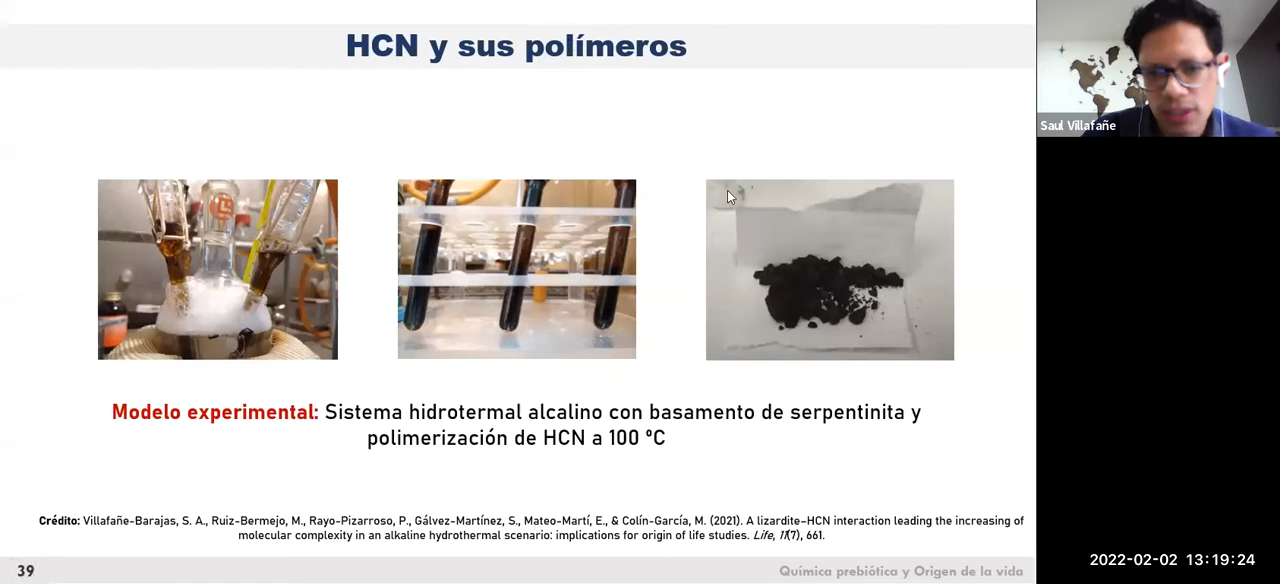 HCN y sus polímeros
Saul Villafañe
Modelo experimental: Sistema hidrotermal alcalino con basamento de serpentinita y
polimerización de HCN a 100 ºC
Crédito: Villafañe-Barajas, S. A., Ruiz-Bermejo, M., Rayo-Pizarroso, P., Gálvez-Martínez, S., Mateo-Martí, E., & Colín-García, M. (2021). A lizardite–HCN interaction leading the increasing of
molecular complexity in an alkaline hydrothermal scenario: implications for origin of life studies. Life, 11(7), 661.
39
Química prebiótica y Origen de la vida
2022-02-02 13:19:24